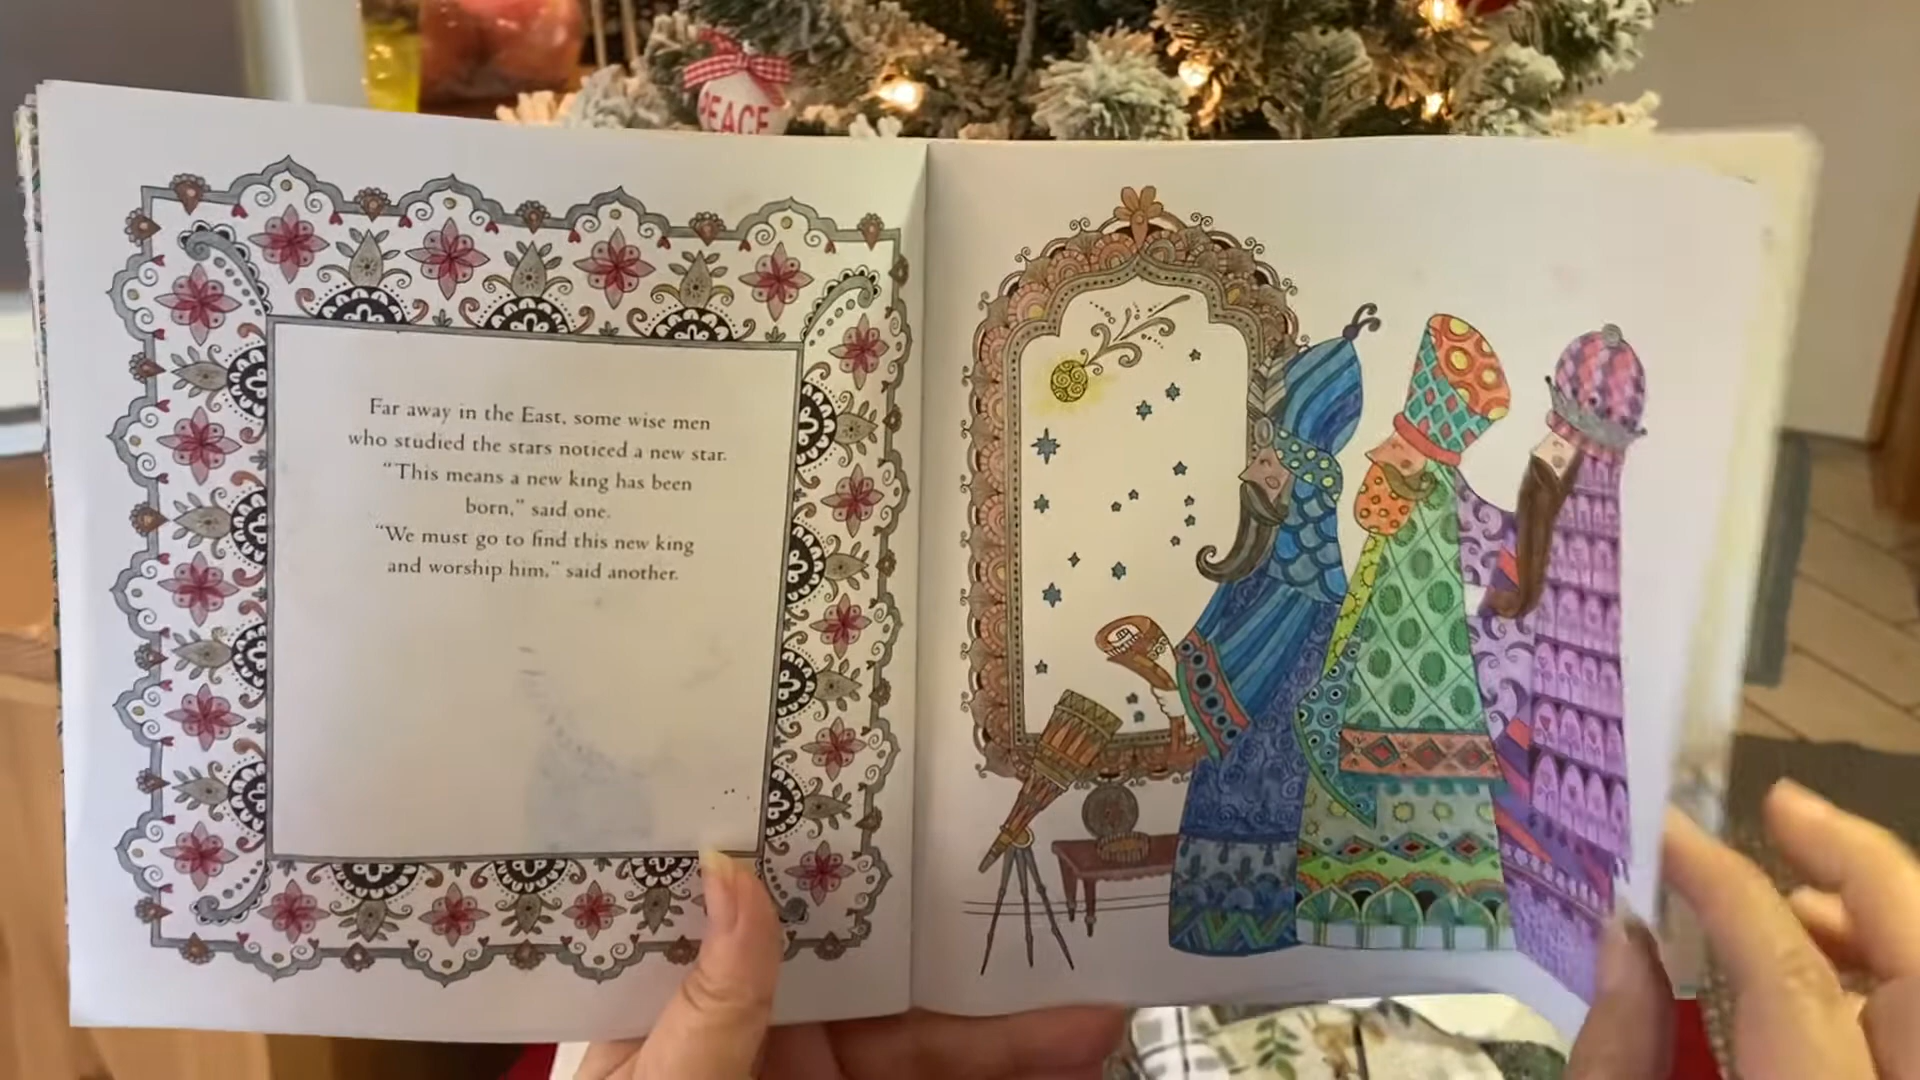 PEACE
Far away in the East, some wise men
who studied the stars noticed a new star.
"This means a new king has been
born," said one.
"We must go to find this new king
and worship him," said another.